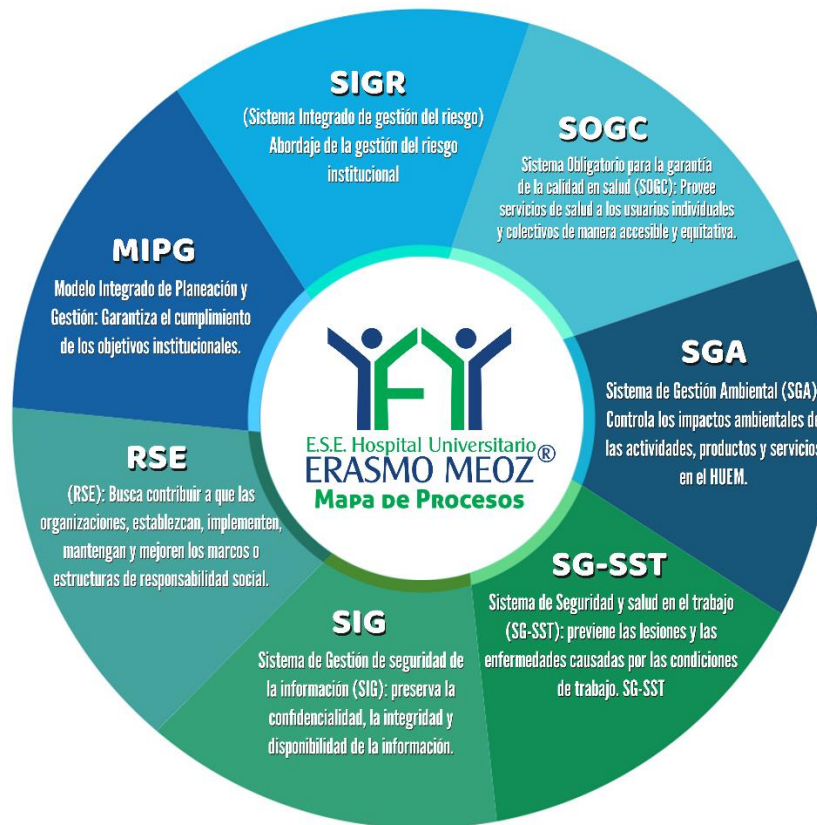 SIGR
(Sistema Integrado de gestión del riesgo)
Abordaje de la gestión del riesgo
institucional
SOGC
Sistema Obligatorio para la garantía
de la calidad en salud (SOGC): Provee
servicios de salud a los usuarios individuales
y colectivos de manera accesible y equitativa.
SGA
Sistema de Gestión Ambiental (SGA)
Controla los impactos ambientales de
las actividades, productos y servicios
en el HUEM.
SG-SST
Sistema de Seguridad y salud en el trabajo
(SG-SST): previene las lesiones y las
enfermedades causadas por las condiciones
de trabajo. SG-SST
SIG
Sistema de Gestión de seguridad de
la información (SIG): preserva la
confidencialidad, la integridad y
disponibilidad de la información.
RSE
(RSE): Busca contribuir a que las
organizaciones, establezcan, implementen,
mantengan y mejoren los marcos o
estructuras de responsabilidad social.
MIPG
Modelo Integrado de Planeación y
Gestión: Garantiza el cumplimiento
de los objetivos institucionales.
E.S.E. Hospital Universitario
ERASMO MEOZ®
Mapa de Procesos